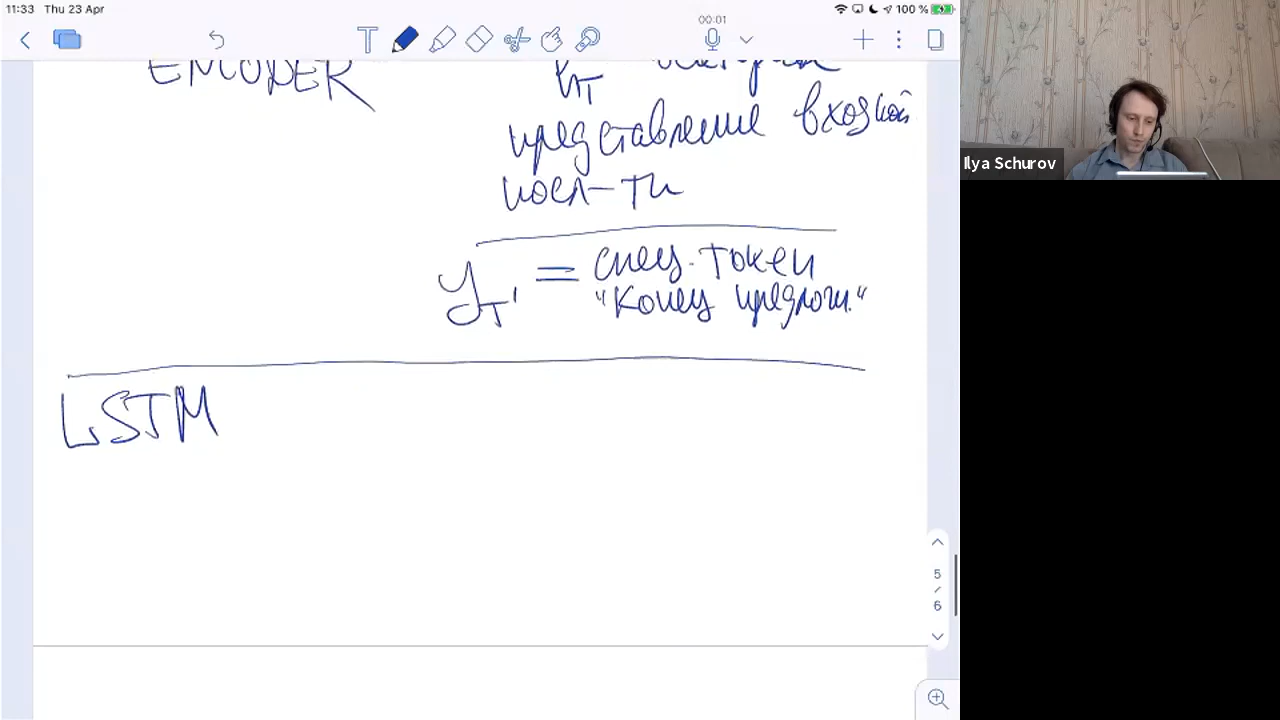 11:33 Thu 23 Apr
100 %
00:01
T
ENCODER
h_T векторное
представление входной
посл-ти
y_T' = спец. токен
"Конец предлож."
LSTM
5
/
6
Ilya Schurov